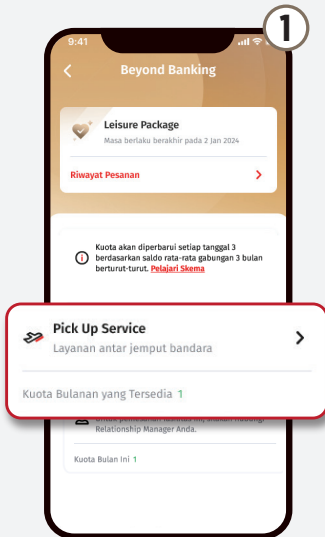 1
9:41
Beyond Banking
Leisure Package
Masa berlaku berakhir pada 2 Jan 2024
Riwayat Pesanan
Kuota akan diperbarui setiap tanggal 3
berdasarkan saldo rata-rata gabungan 3 bulan
berturut-turut. Pelajari Skema
Pick Up Service
Layanan antar jemput bandara
Kuota Bulanan yang Tersedia 1
Relationship Manager Anda.
Kuota Bulan Ini 1